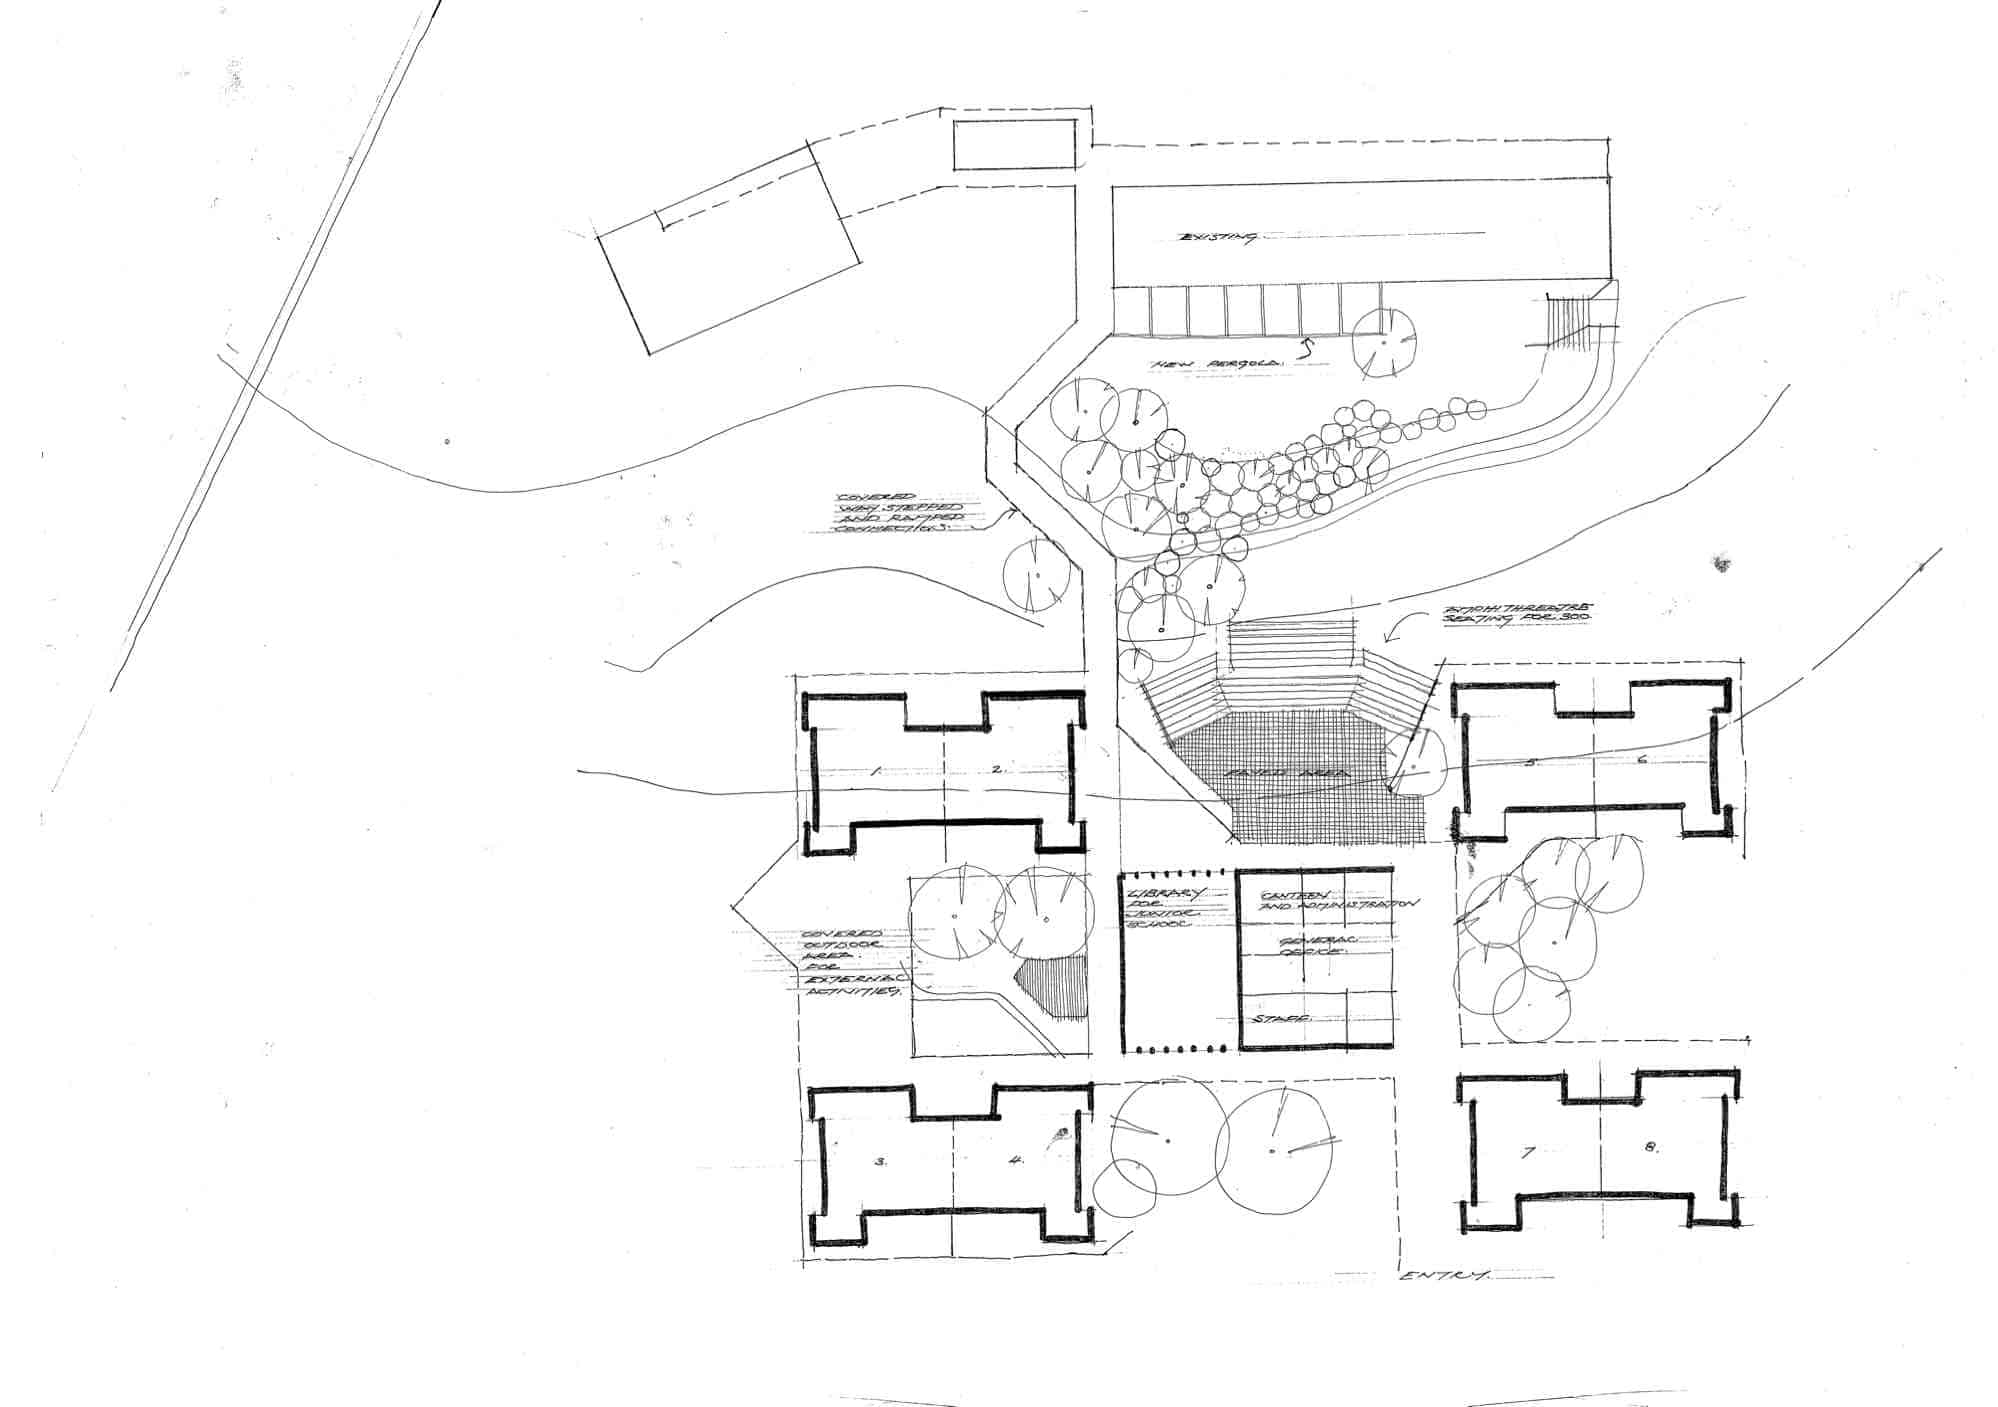 EXISTING.
NEW PERGOLA.
COVERED
WAY. STEPPED
AND RAMPED
CONNECTIONS.
AMPHITHREATRE
SEATING FOR 300
PAVED AREA
1.
2.
5
6
LIBRARY
FOR
JUNIOR
SCHOOL
CANTEEN
AND ADMINISTRATION
GENERAL
OFFICE.
STAFF.
COVERED
OUTDOOR
AREA.
FOR
EXTERNAL
ACTIVITIES.
3.
4.
7
8.
ENTRY.